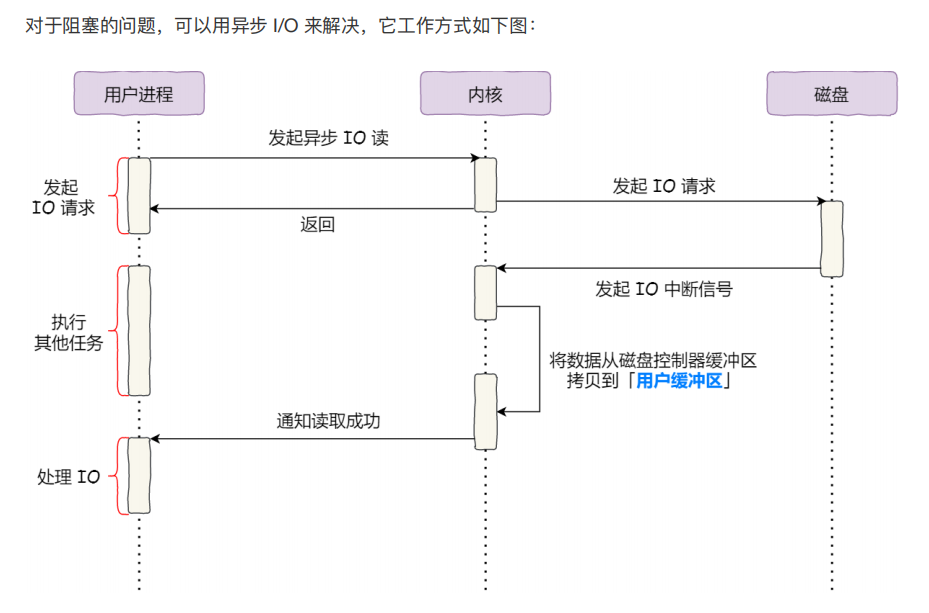 对于阻塞的问题，可以用异步 I/O 来解决，它工作方式如下图：
用户进程
内核
磁盘
发起异步 IO 读
发起
IO 请求
发起 IO 请求
返回
发起 IO 中断信号
执行
其他任务
将数据从磁盘控制器缓冲区
拷贝到「用户缓冲区」
通知读取成功
处理 IO